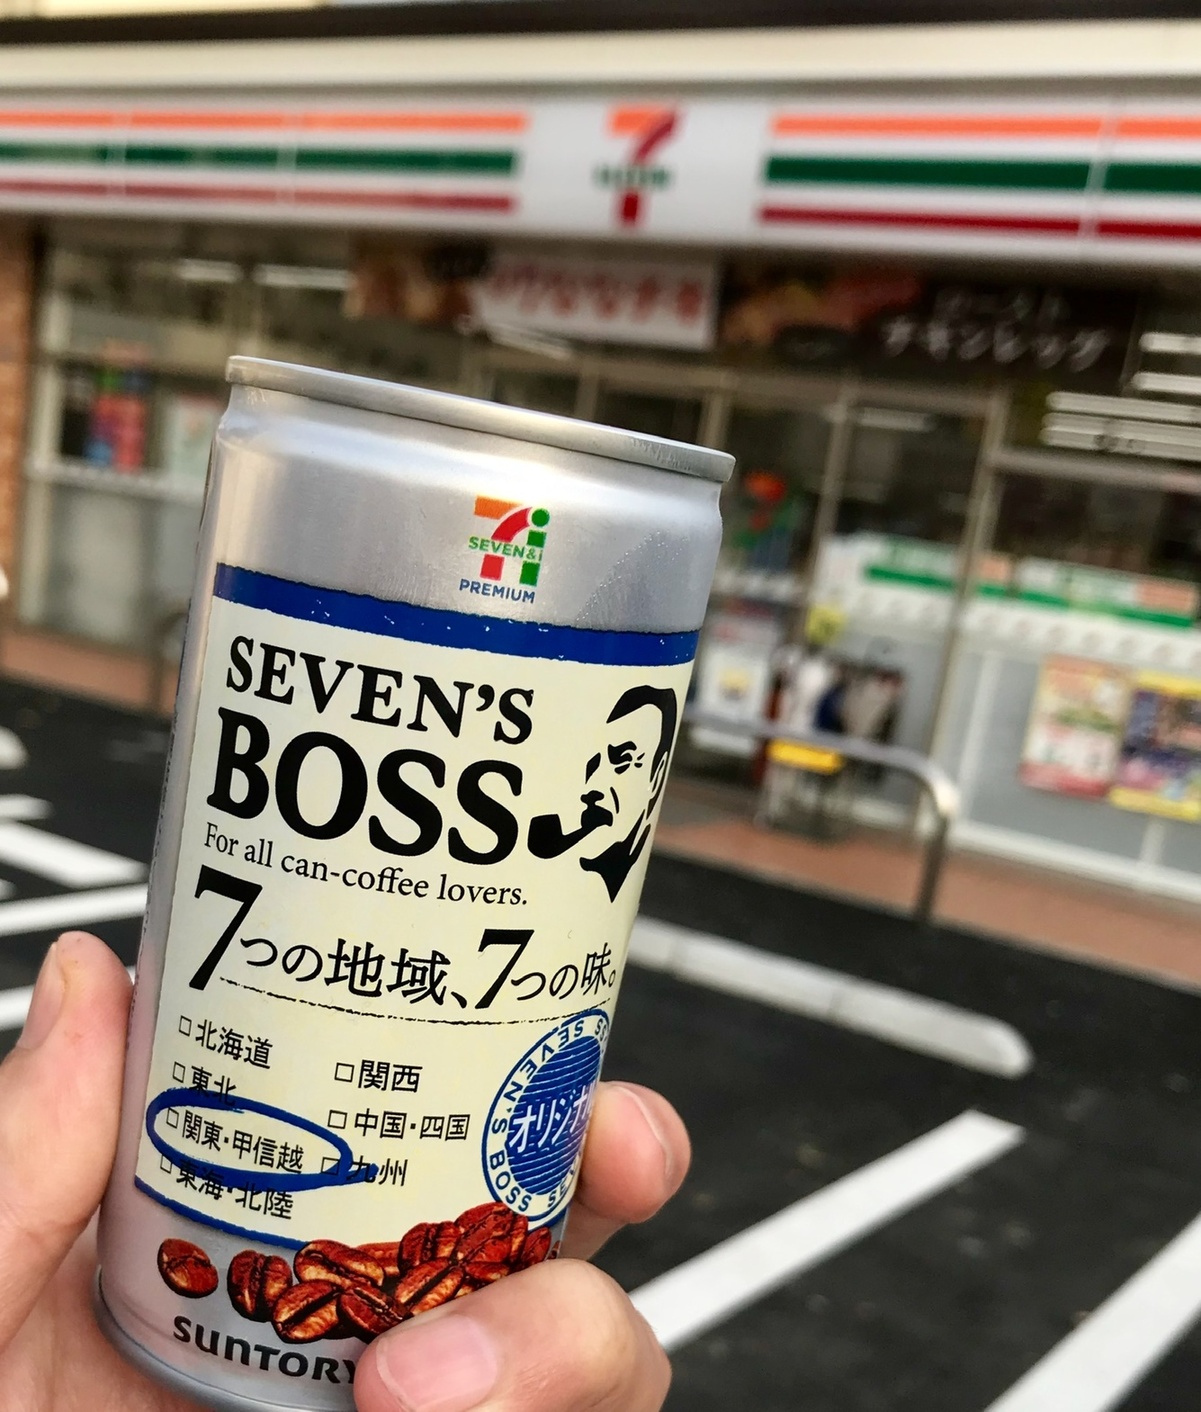 7
ELEVEN
チキンレッグ
SEVEN&i
PREMIUM
SEVEN'S
BOSS
For all can-coffee lovers.
7つの地域、7つの味。
□北海道
□東北
□関東・甲信越
□東海・北陸
□関西
□中国・四国
□九州
SEVEN'S BOSS
オリジナル
SUNTORY